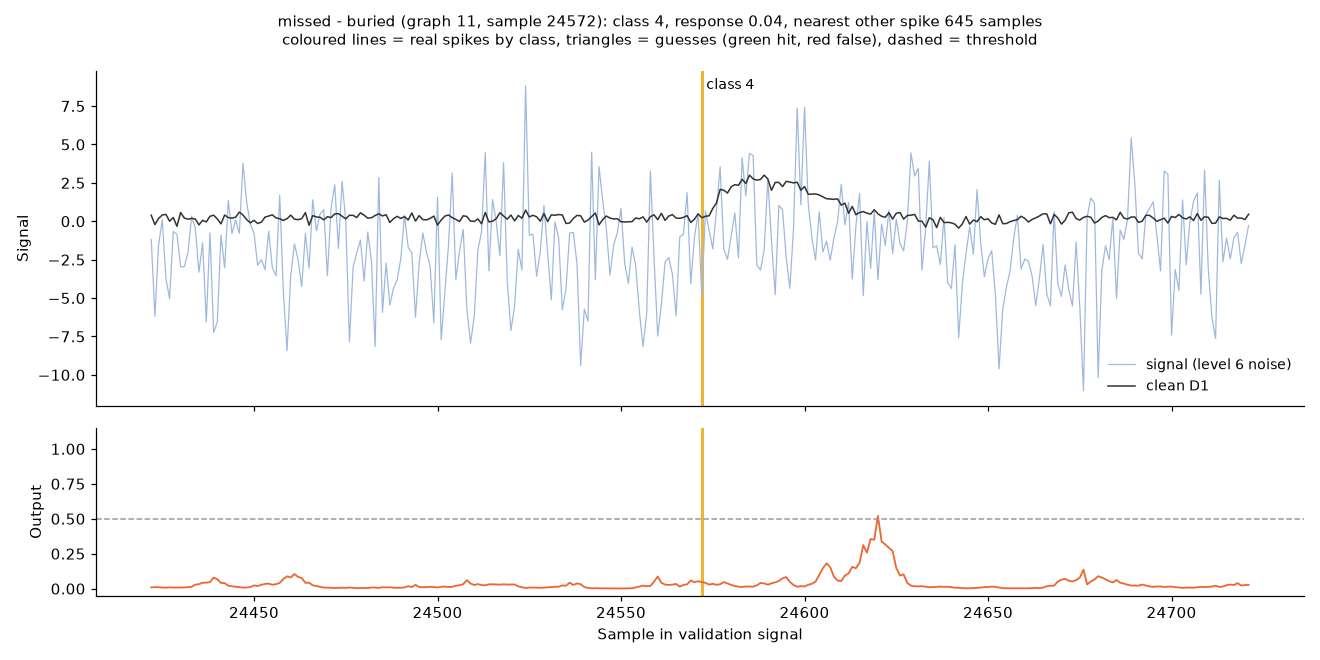 missed - buried (graph 11, sample 24572): class 4, response 0.04, nearest other spike 645 samples
coloured lines = real spikes by class, triangles = guesses (green hit, red false), dashed = threshold
class 4
7.5
5.0
2.5
0.0
−2.5
−5.0
−7.5
−10.0
Signal
signal (level 6 noise)
clean D1
1.00
0.75
0.50
0.25
0.00
Output
24450
24500
24550
24600
24650
24700
Sample in validation signal